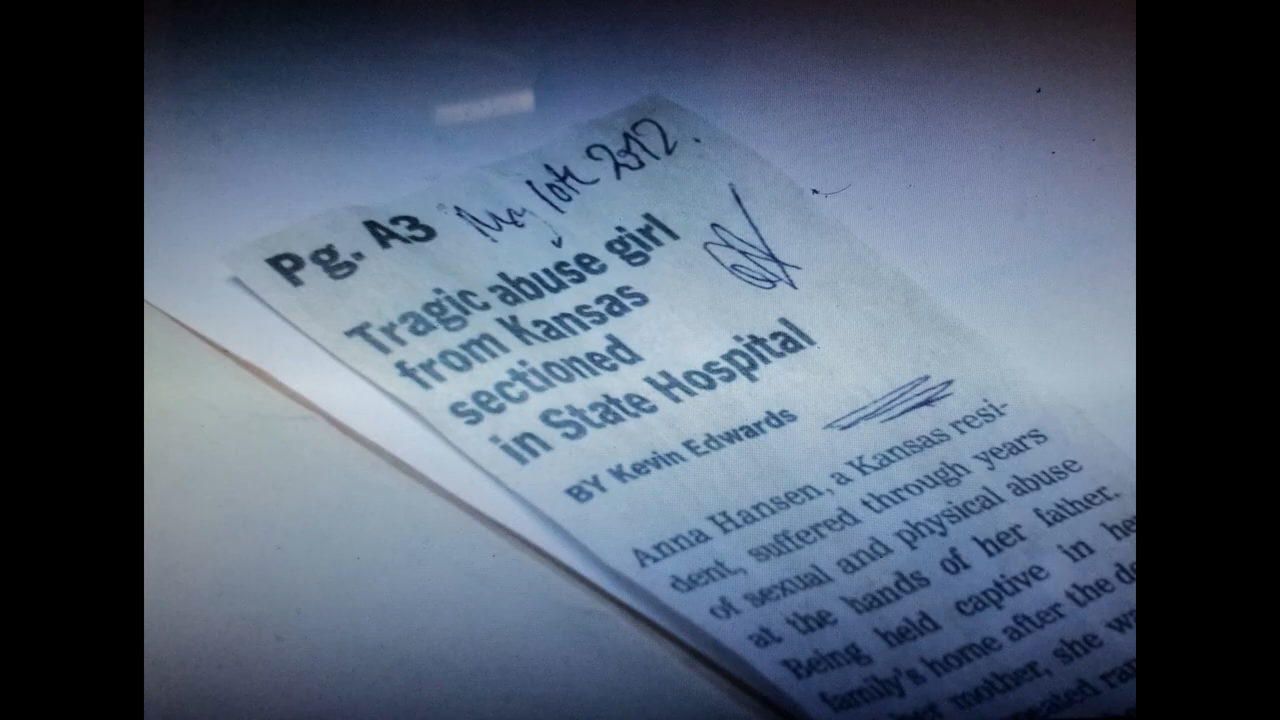 Pg. A3 May 10th 2012.
Tragic abuse girl
from Kansas
sectioned
in State Hospital
BY Kevin Edwards
Anna Hansen, a Kansas resi-
dent, suffered through years
of sexual and physical abuse
at the hands of her father.
Being held captive in
family's home after the
mother, she